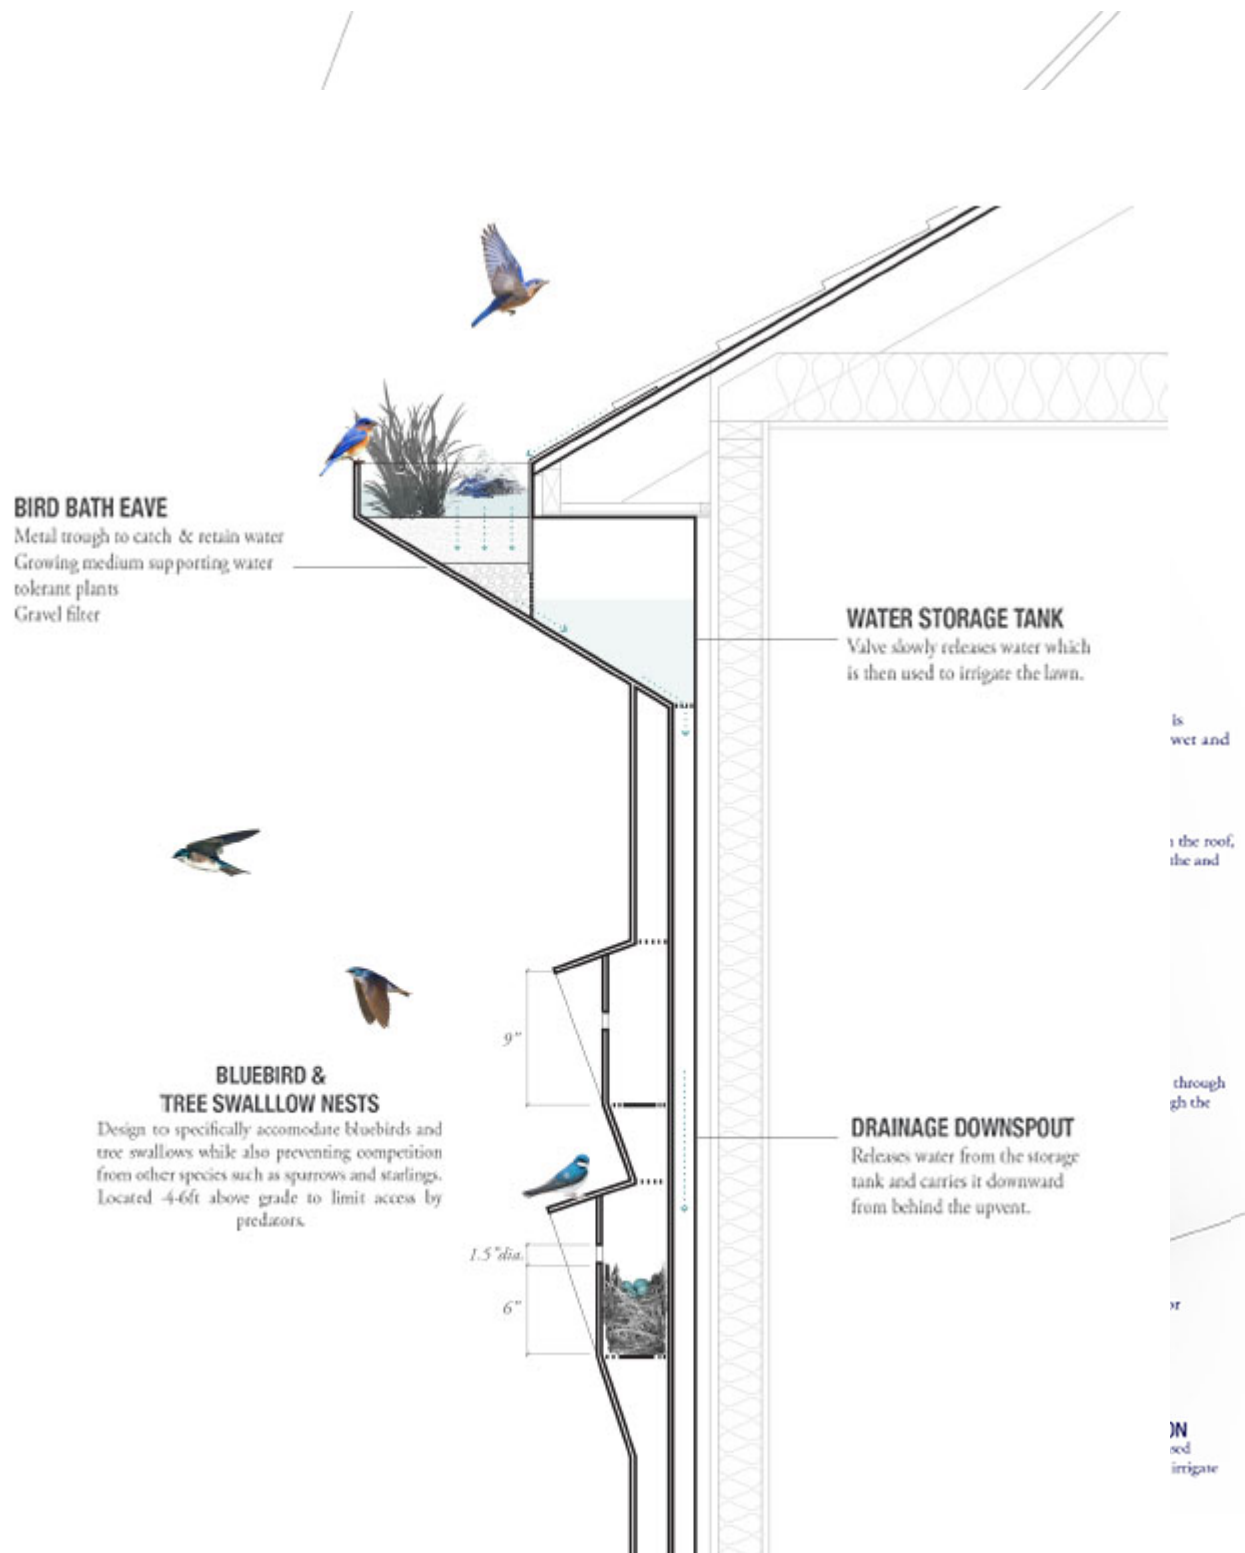 BIRD BATH EAVE
Metal trough to catch & retain water
Growing medium supporting water
tolerant plants
Gravel filter
WATER STORAGE TANK
Valve slowly releases water which
is then used to irrigate the lawn.
is
wet and
the roof,
the and
9"
BLUEBIRD &
TREE SWALLLOW NESTS
Design to specifically accomodate bluebirds and
tree swallows while also preventing competition
from other species such as sparrows and starlings.
Located 4-6ft above grade to limit access by
predators.
through
gh the
DRAINAGE DOWNSPOUT
Releases water from the storage
tank and carries it downward
from behind the upvent.
1.5"dia.
6"
or
ON
sed
irrigate